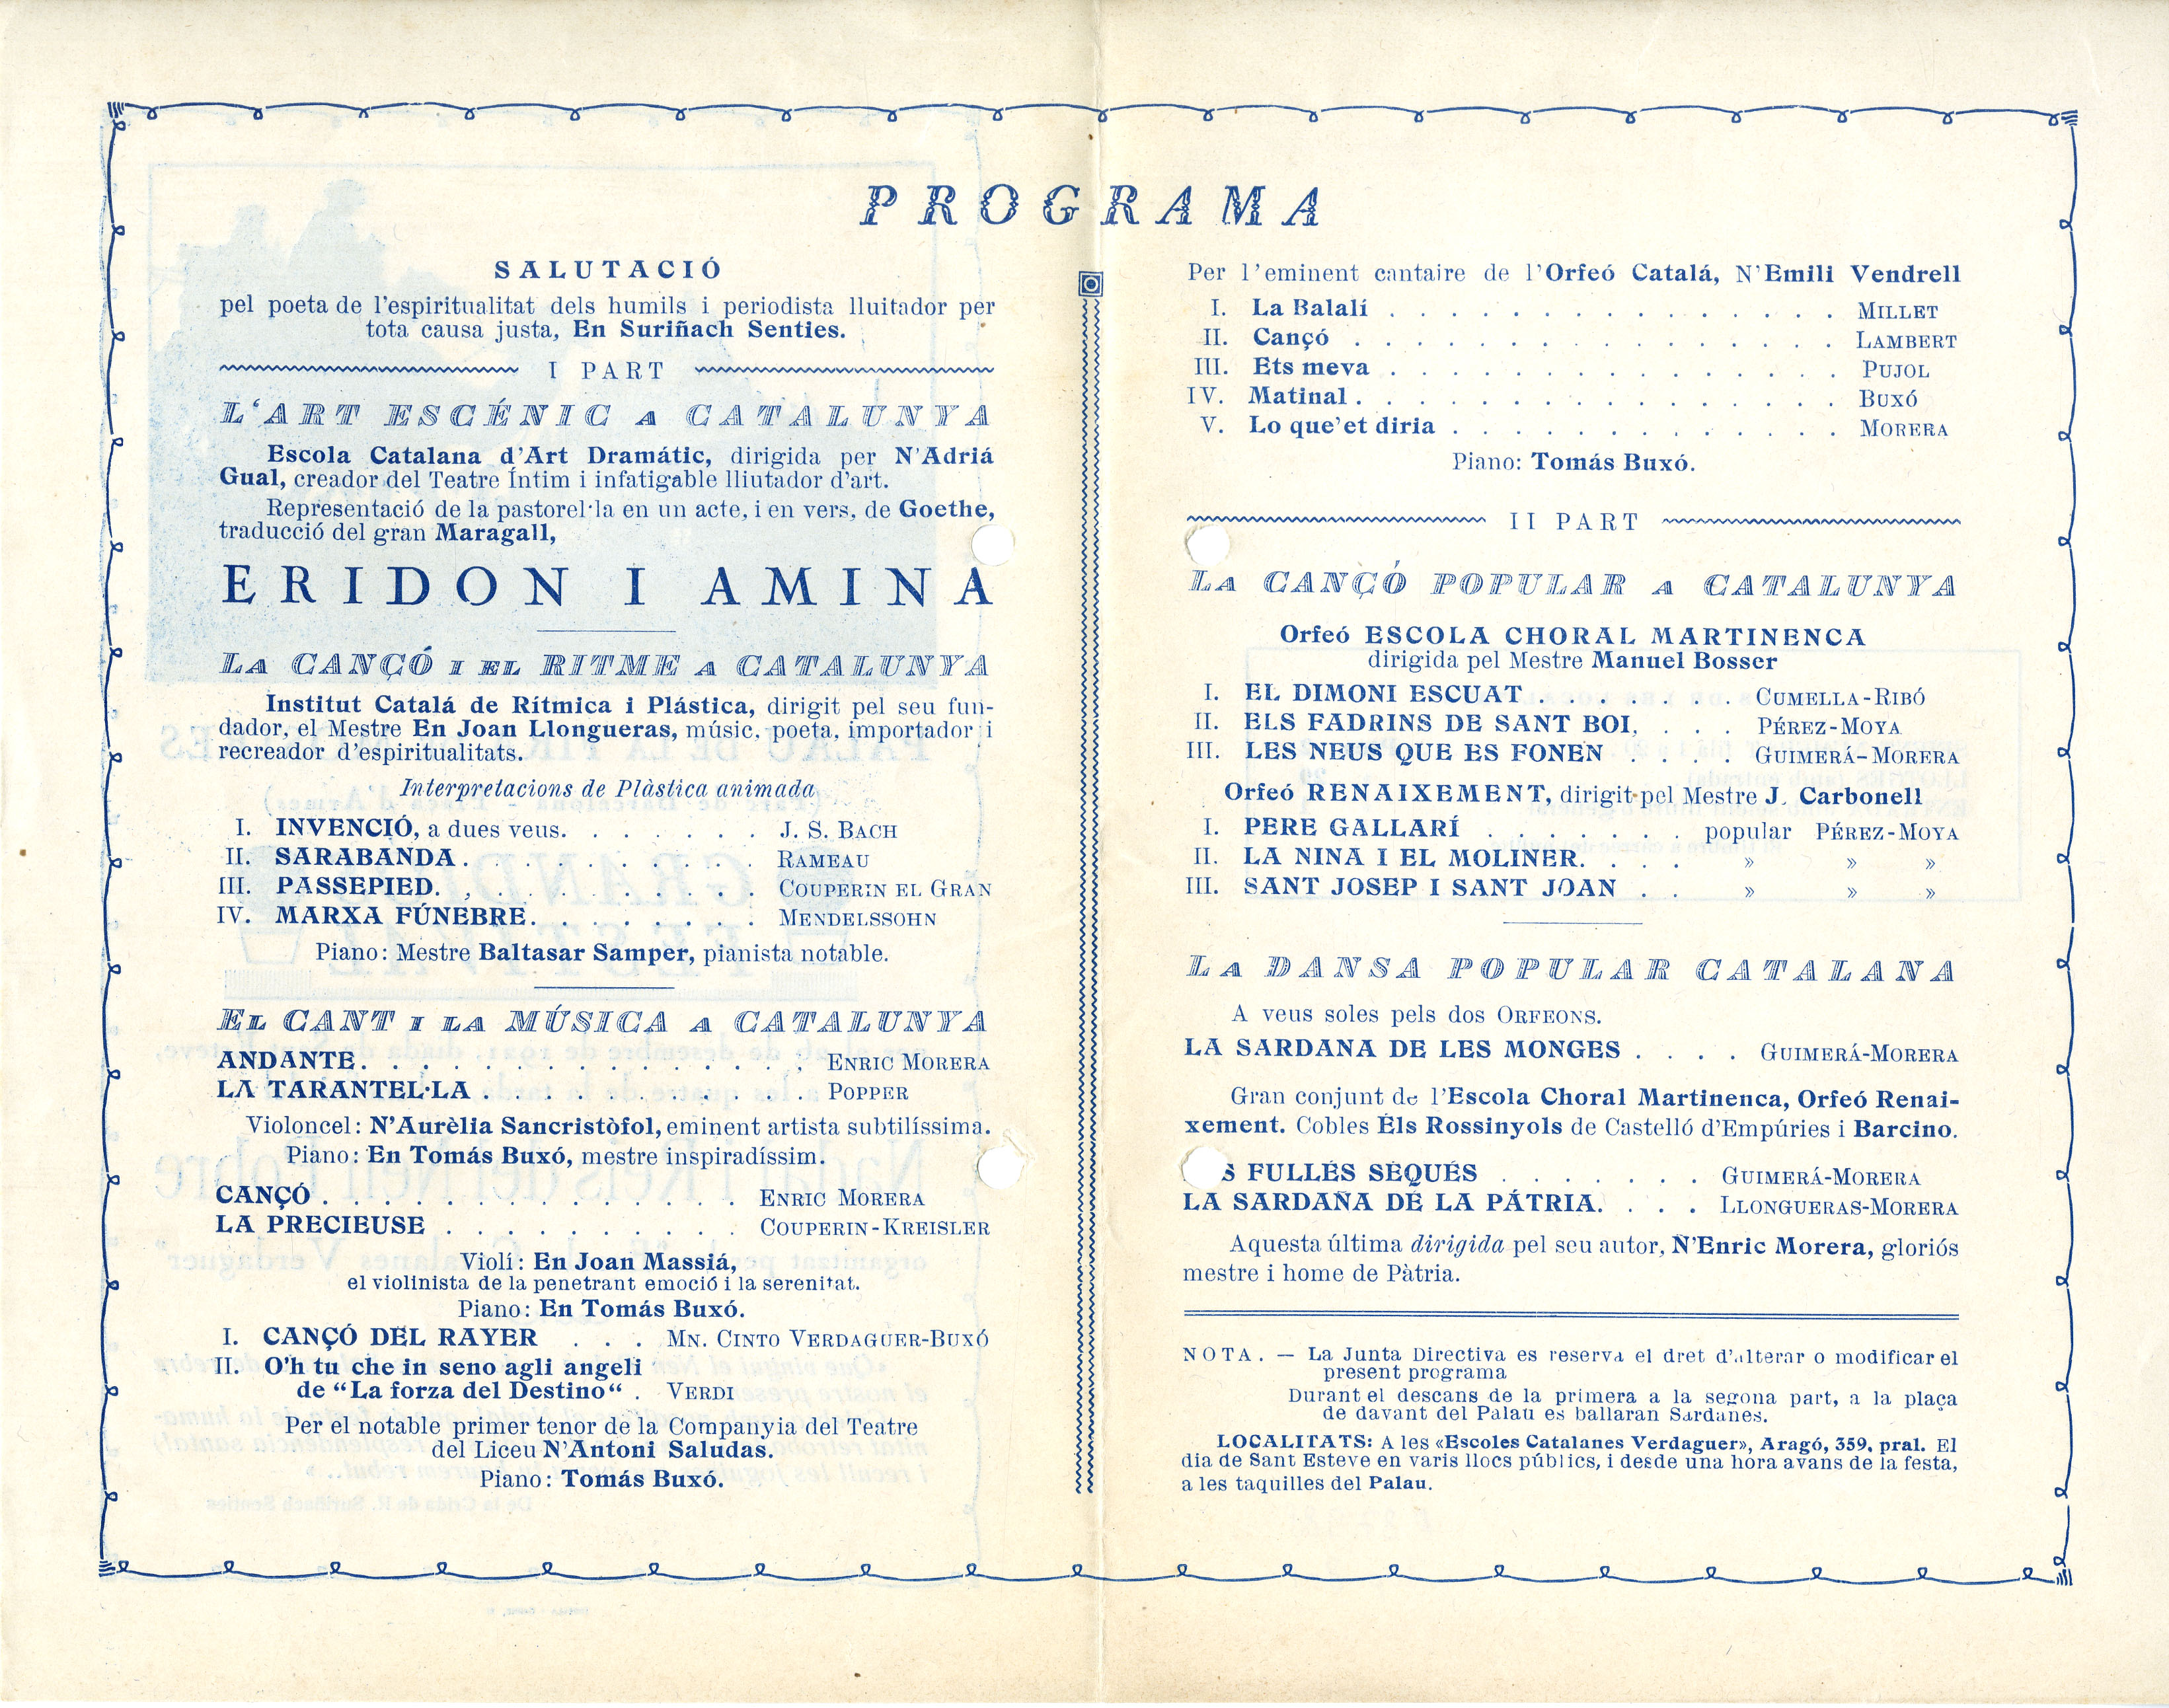 PROGRAMA
SALUTACIÓ
pel poeta de l'espiritualitat dels humils i periodista lluitador per
tota causa justa, En Suriñach Senties.
I PART
L'ART ESCÉNIC A CATALUNYA
Escola Catalana d'Art Dramátic, dirigida per N'Adriá
Gual, creador del Teatre Íntim i infatigable lliutador d'art.
Representació de la pastorel·la en un acte, i en vers, de Goethe,
traducció del gran Maragall,
ERIDON I AMINA
LA CANÇÓ I EL RITME A CATALUNYA
Institut Catalá de Rítmica i Plástica, dirigit pel seu fun-
dador, el Mestre En Joan Llongueras, músic, poeta, importador i
recreador d'espiritualitats.
Interpretacions de Plàstica animada
I. INVENCIÓ, a dues veus. . . . . . . J. S. BACH
II. SARABANDA. . . . . . . . . . RAMEAU
III. PASSEPIED. . . . . . . . . . COUPERIN EL GRAN
IV. MARXA FÚNEBRE. . . . . . . . MENDELSSOHN
Piano: Mestre Baltasar Samper, pianista notable.
EL CANT I LA MÚSICA A CATALUNYA
ANDANTE. . . . . . . . . . . . . . . ENRIC MORERA
LA TARANTEL·LA . . . . . . . . . . . POPPER
Violoncel: N'Aurèlia Sancristòfol, eminent artista subtilíssima.
Piano: En Tomás Buxó, mestre inspiradíssim.
CANÇÓ . . . . . . . . . . . . . . ENRIC MORERA
LA PRECIEUSE . . . . . . . . . . COUPERIN-KREISLER
Violí: En Joan Massiá,
el violinista de la penetrant emoció i la serenitat.
Piano: En Tomás Buxó.
I. CANÇÓ DEL RAYER . . . MN. CINTO VERDAGUER-BUXÓ
II. O'h tu che in seno agli angeli
de “La forza del Destino“ . VERDI
Per el notable primer tenor de la Companyia del Teatre
del Liceu N'Antoni Saludas.
Piano: Tomás Buxó.
Per l'eminent cantaire de l'Orfeó Catalá, N'Emili Vendrell
I. La Balalí . . . . . . . . . . . . . . . MILLET
II. Cançó . . . . . . . . . . . . . . . . LAMBERT
III. Ets meva . . . . . . . . . . . . . . . PUJOL
IV. Matinal . . . . . . . . . . . . . . . . BUXÓ
V. Lo que'et diria . . . . . . . . . . . . . MORERA
Piano: Tomás Buxó.
II PART
LA CANÇÓ POPULAR A CATALUNYA
Orfeó ESCOLA CHORAL MARTINENCA
dirigida pel Mestre Manuel Bosser
I. EL DIMONI ESCUAT . . . . . . CUMELLA-RIBÓ
II. ELS FADRINS DE SANT BOI, . . . PÉREZ-MOYA
III. LES NEUS QUE ES FONEN . . . . GUIMERÁ-MORERA
Orfeó RENAIXEMENT, dirigit pel Mestre J. Carbonell
I. PERE GALLARÍ . . . . . . . popular PÉREZ-MOYA
II. LA NINA I EL MOLINER. . . . » » »
III. SANT JOSEP I SANT JOAN . . » » »
LA DANSA POPULAR CATALANA
A veus soles pels dos ORFEONS.
LA SARDANA DE LES MONGES . . . . GUIMERÁ-MORERA
Gran conjunt de l'Escola Choral Martinenca, Orfeó Renai-
xement. Cobles Els Rossinyols de Castelló d'Empúries i Barcino.
S FULLES SEQUES . . . . . . . GUIMERÁ-MORERA
LA SARDANA DE LA PÁTRIA. . . . LLONGUERAS-MORERA
Aquesta última dirigida pel seu autor, N'Enric Morera, gloriós
mestre i home de Pàtria.
NOTA. — La Junta Directiva es reserva el dret d'alterar o modificar el
present programa
Durant el descans de la primera a la segona part, a la plaça
de davant del Palau es ballaran Sardanes.
LOCALITATS: A les «Escoles Catalanes Verdaguer», Aragó, 359, pral. El
dia de Sant Esteve en varis llocs públics, i desde una hora avans de la festa,
a les taquilles del Palau.